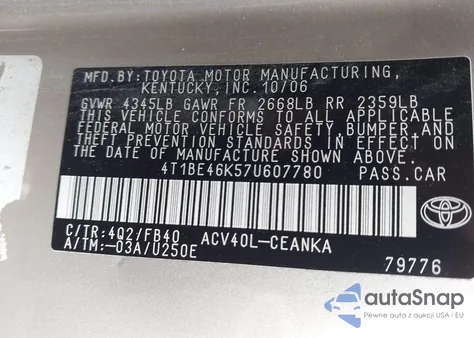 MFD.BY:TOYOTA MOTOR MANUFACTURING,
KENTUCKY, INC. 10/06
GVWR 4345LB GAWR FR 2668LB RR 2359LB
THIS VEHICLE CONFORMS TO ALL APPLICABLE
FEDERAL MOTOR VEHICLE SAFETY, BUMPER, AND
THEFT PREVENTION STANDARDS IN EFFECT ON
THE DATE OF MANUFACTURE SHOWN ABOVE.
4T1BE46K57U607780 PASS.CAR
C/TR:4Q2/FB40 ACV40L-CEANKA
A/TM:-03A/U250E
TOYOTA
79776
autoSnap
Pewne auta z USA i EU